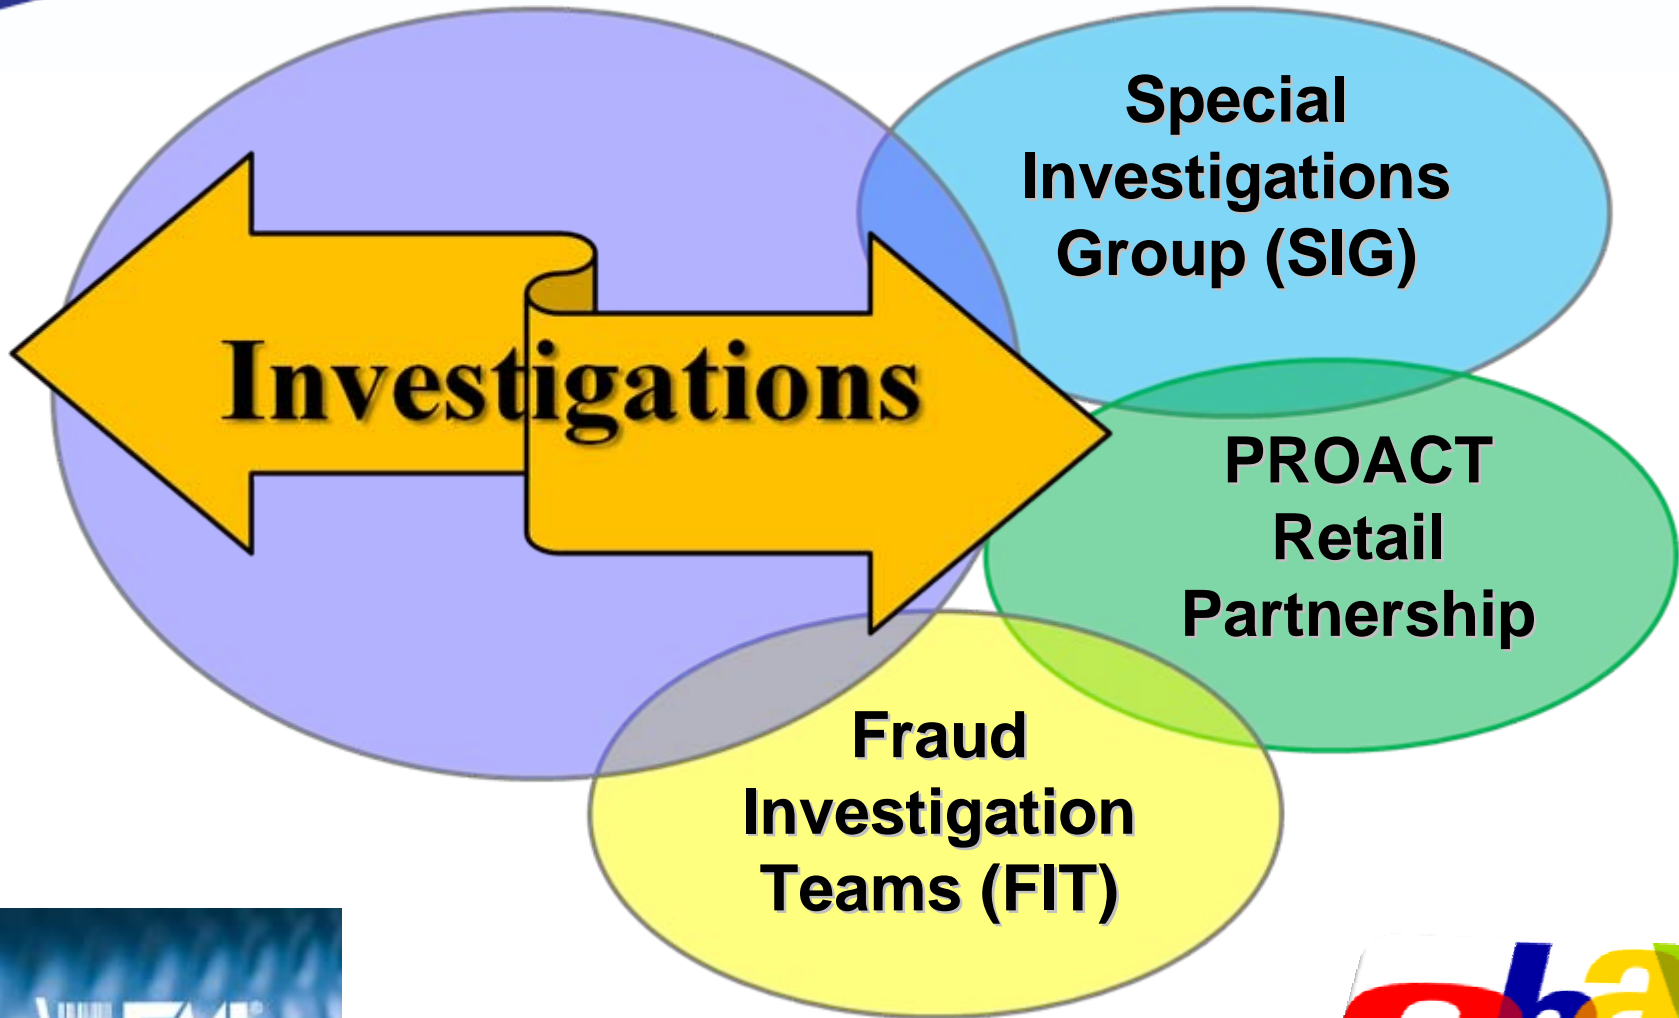 Special
Investigations
Group (SIG)
Investigations
PROACT
Retail
Partnership
Fraud
Investigation
Teams (FIT)